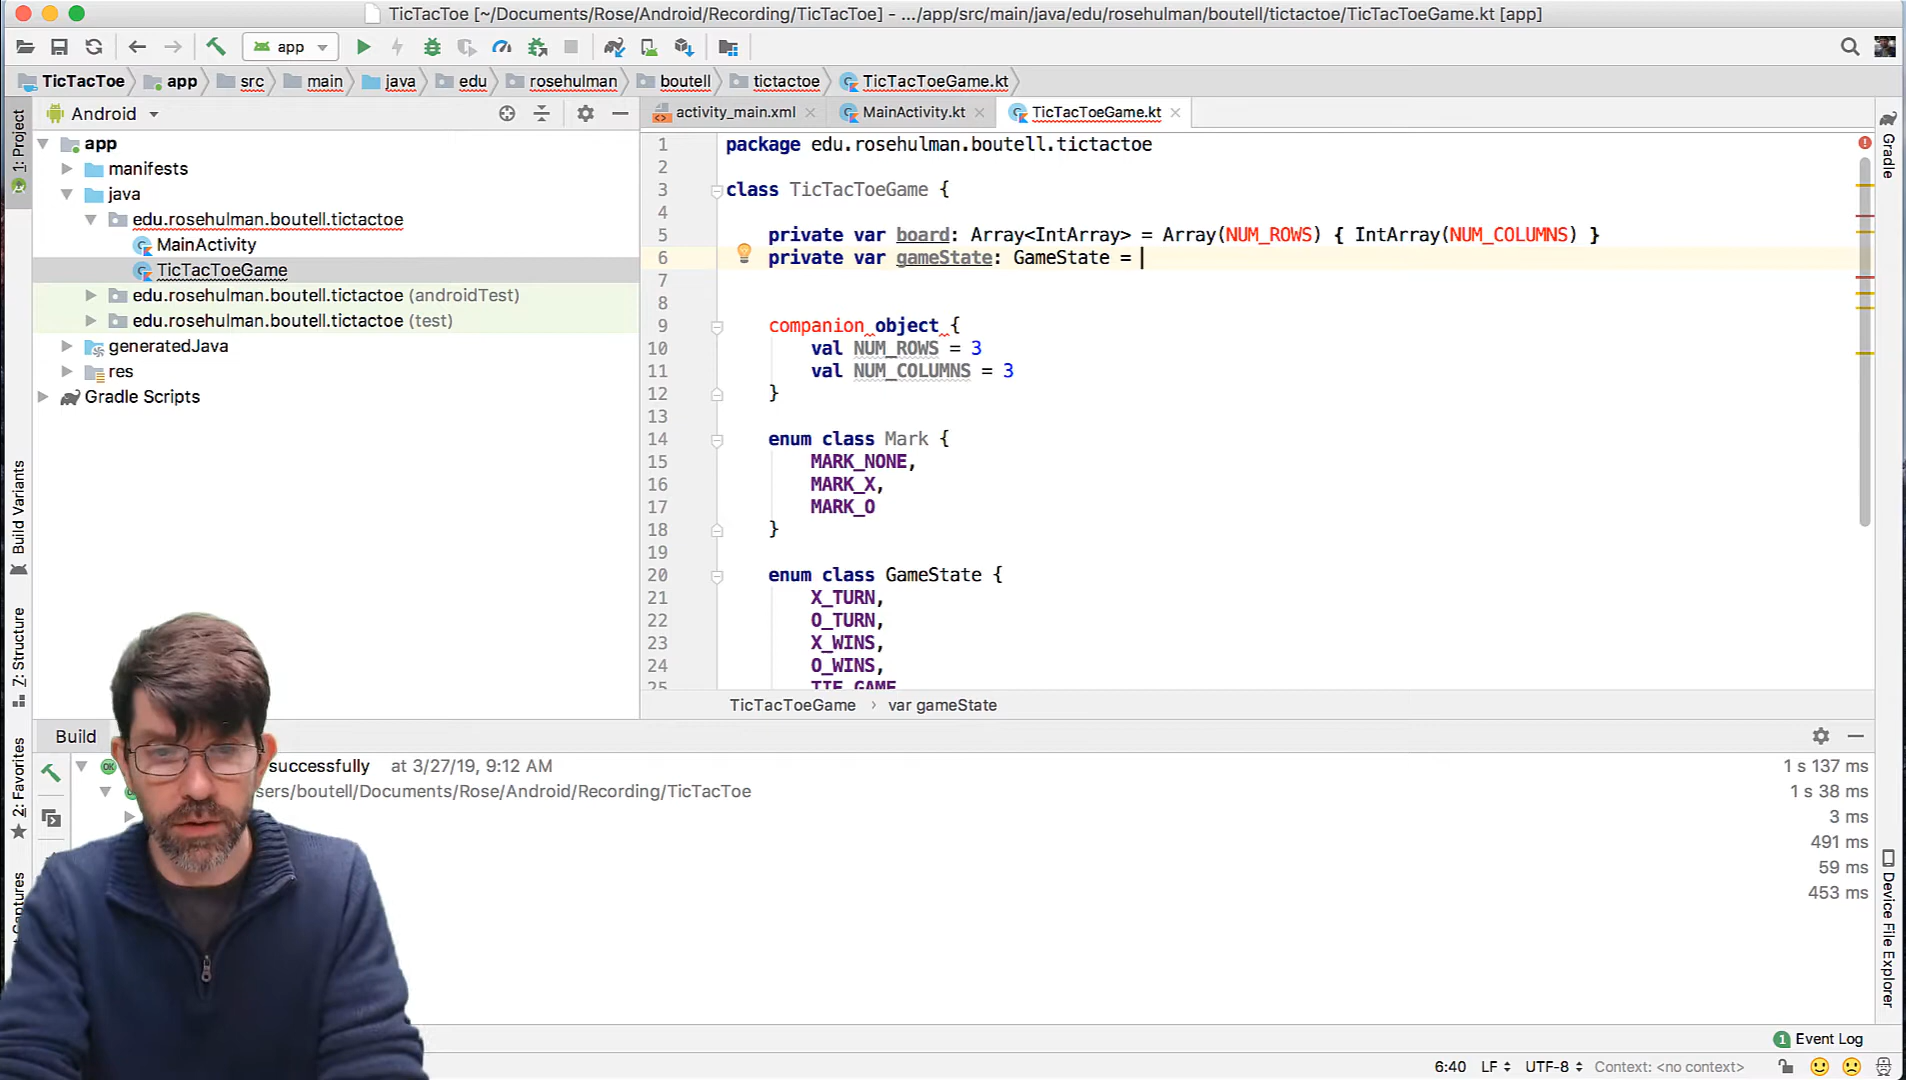 TicTacToe [~/Documents/Rose/Android/Recording/TicTacToe] - .../app/src/main/java/edu/rosehulman/boutell/tictactoe/TicTacToeGame.kt [app]
app
TicTacToe app src main java edu rosehulman boutell tictactoe TicTacToeGame.kt
1: Project
Android
activity_main.xml
MainActivity.kt
TicTacToeGame.kt
Gradle
app
manifests
java
edu.rosehulman.boutell.tictactoe
MainActivity
TicTacToeGame
edu.rosehulman.boutell.tictactoe (androidTest)
edu.rosehulman.boutell.tictactoe (test)
generatedJava
res
Gradle Scripts
1 package edu.rosehulman.boutell.tictactoe
2
3 class TicTacToeGame {
4
5 private var board: Array<IntArray> = Array(NUM_ROWS) { IntArray(NUM_COLUMNS) }
6 private var gameState: GameState =
7
8
9 companion object {
10 val NUM_ROWS = 3
11 val NUM_COLUMNS = 3
12 }
13
14 enum class Mark {
15 MARK_NONE,
16 MARK_X,
17 MARK_O
18 }
19
20 enum class GameState {
21 X_TURN,
22 O_TURN,
23 X_WINS,
24 O_WINS,
25 TIE_GAME
TicTacToeGame › var gameState
Build Variants
7: Structure
2: Favorites
Captures
Device File Explorer
Build
successfully at 3/27/19, 9:12 AM 1 s 137 ms
sers/boutell/Documents/Rose/Android/Recording/TicTacToe 1 s 38 ms
3 ms
491 ms
59 ms
453 ms
1 Event Log
6:40 LF UTF-8 Context: <no context>